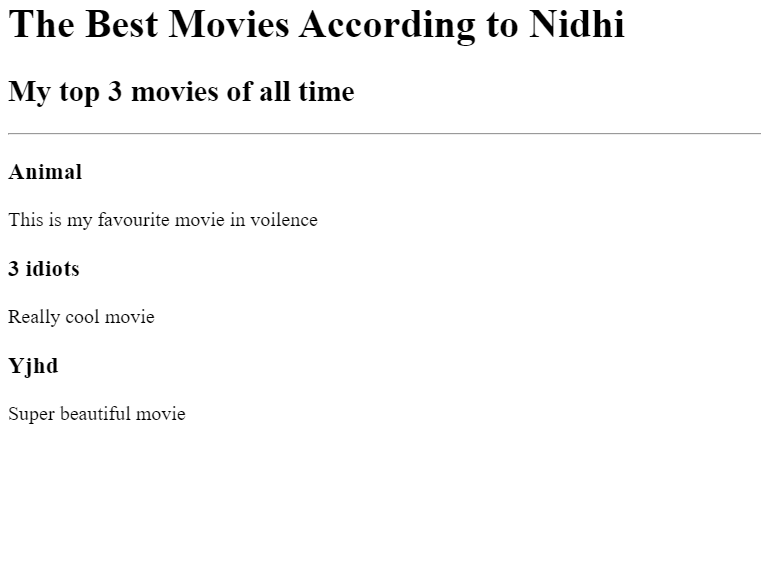 The Best Movies According to Nidhi
My top 3 movies of all time
Animal
This is my favourite movie in voilence
3 idiots
Really cool movie
Yjhd
Super beautiful movie